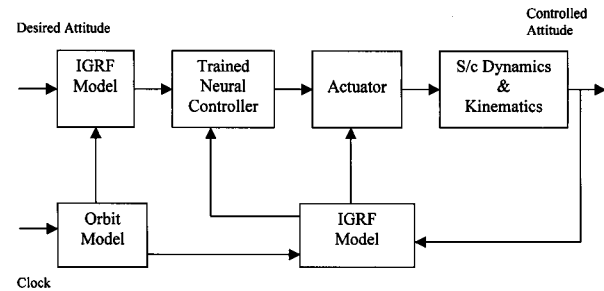 Controlled
Attitude
Desired Attitude
IGRF
Model
Trained
Neural
Controller
Actuator
S/c Dynamics
&
Kinematics
Orbit
Model
IGRF
Model
Clock